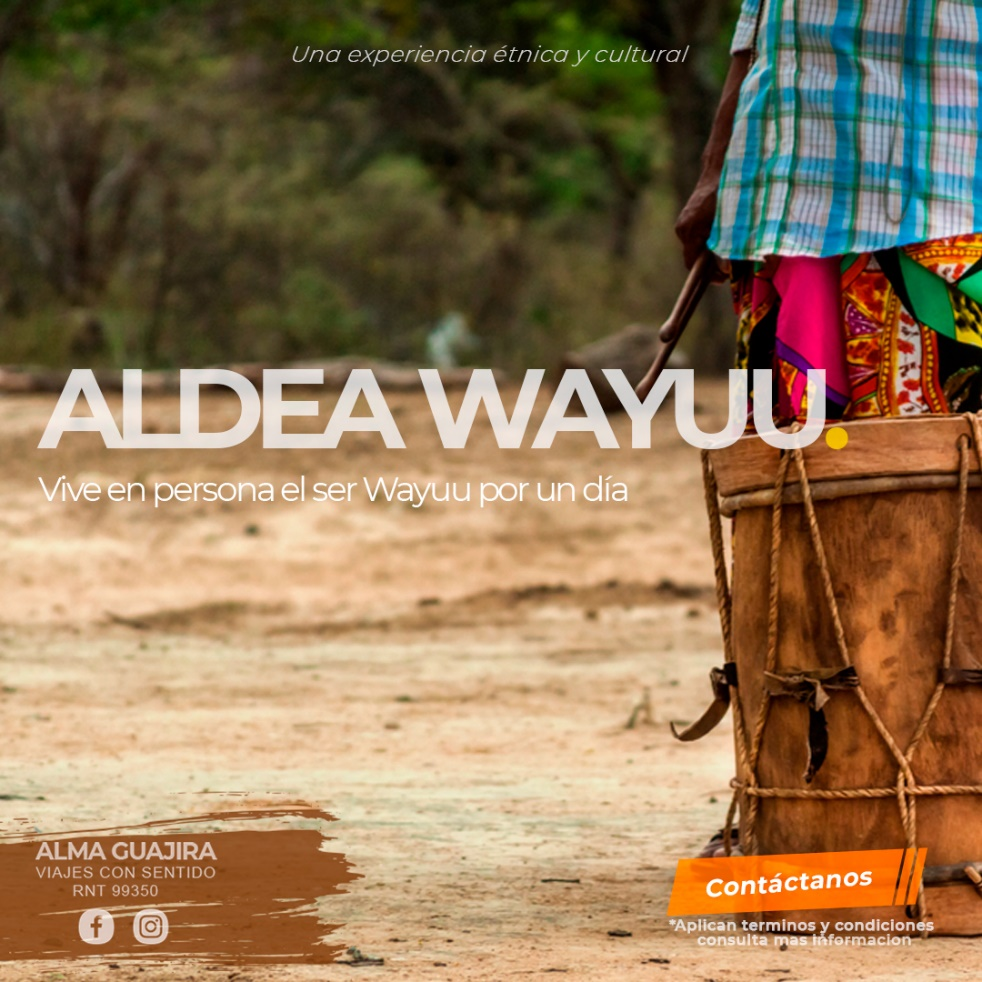 Una experiencia étnica y cultural
ALDEA WAYUU.
Vive en persona el ser Wayuu por un día
ALMA GUAJIRA
VIAJES CON SENTIDO
RNT 99350
Contáctanos
*Aplican terminos y condiciones
consulta mas informacion